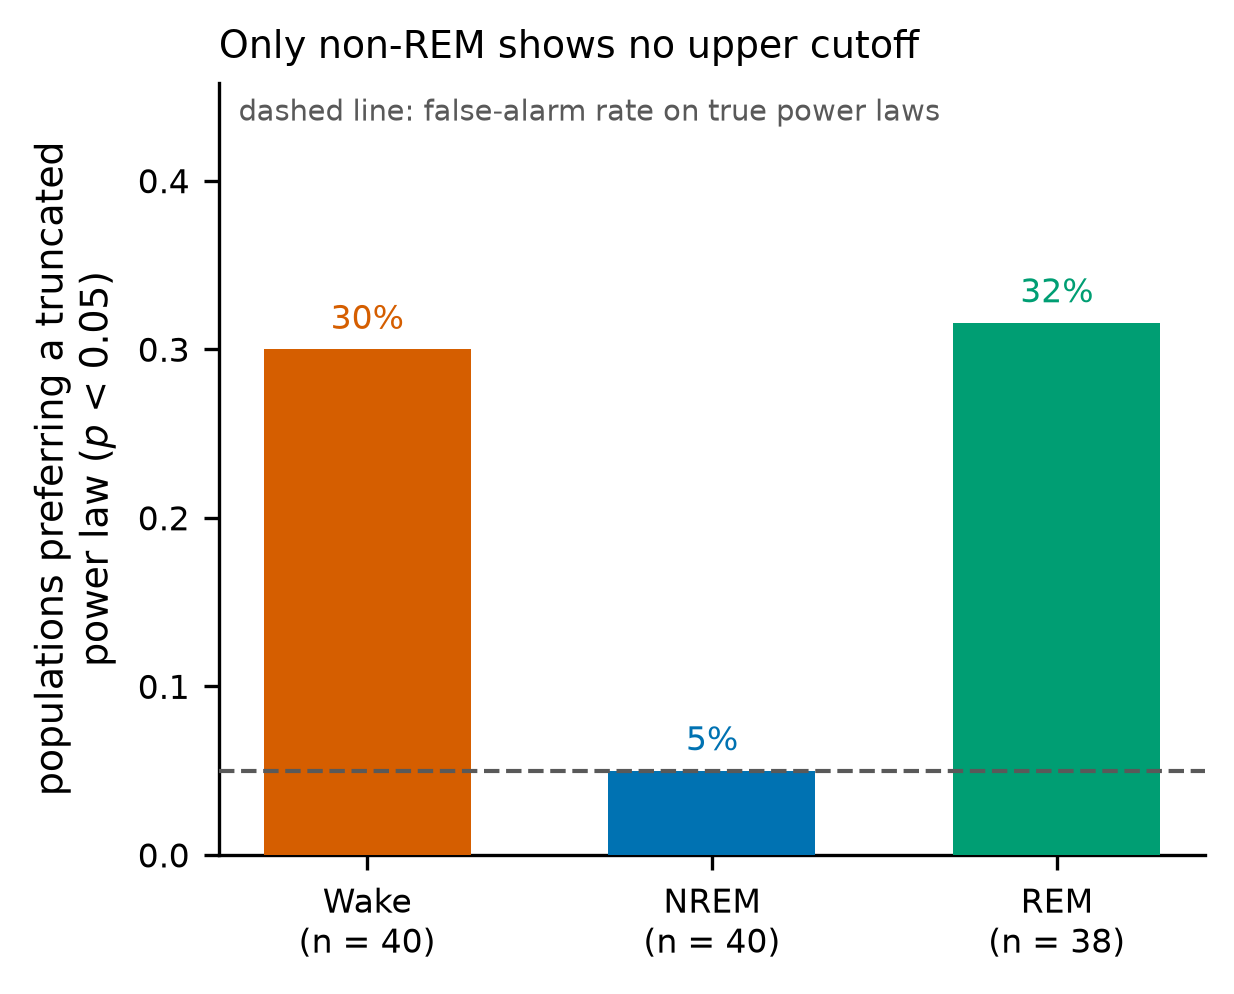 Only non-REM shows no upper cutoff
dashed line: false-alarm rate on true power laws
populations preferring a truncated
power law (p < 0.05)
0.4
0.3
0.2
0.1
0.0
30%
5%
32%
Wake
(n = 40)
NREM
(n = 40)
REM
(n = 38)